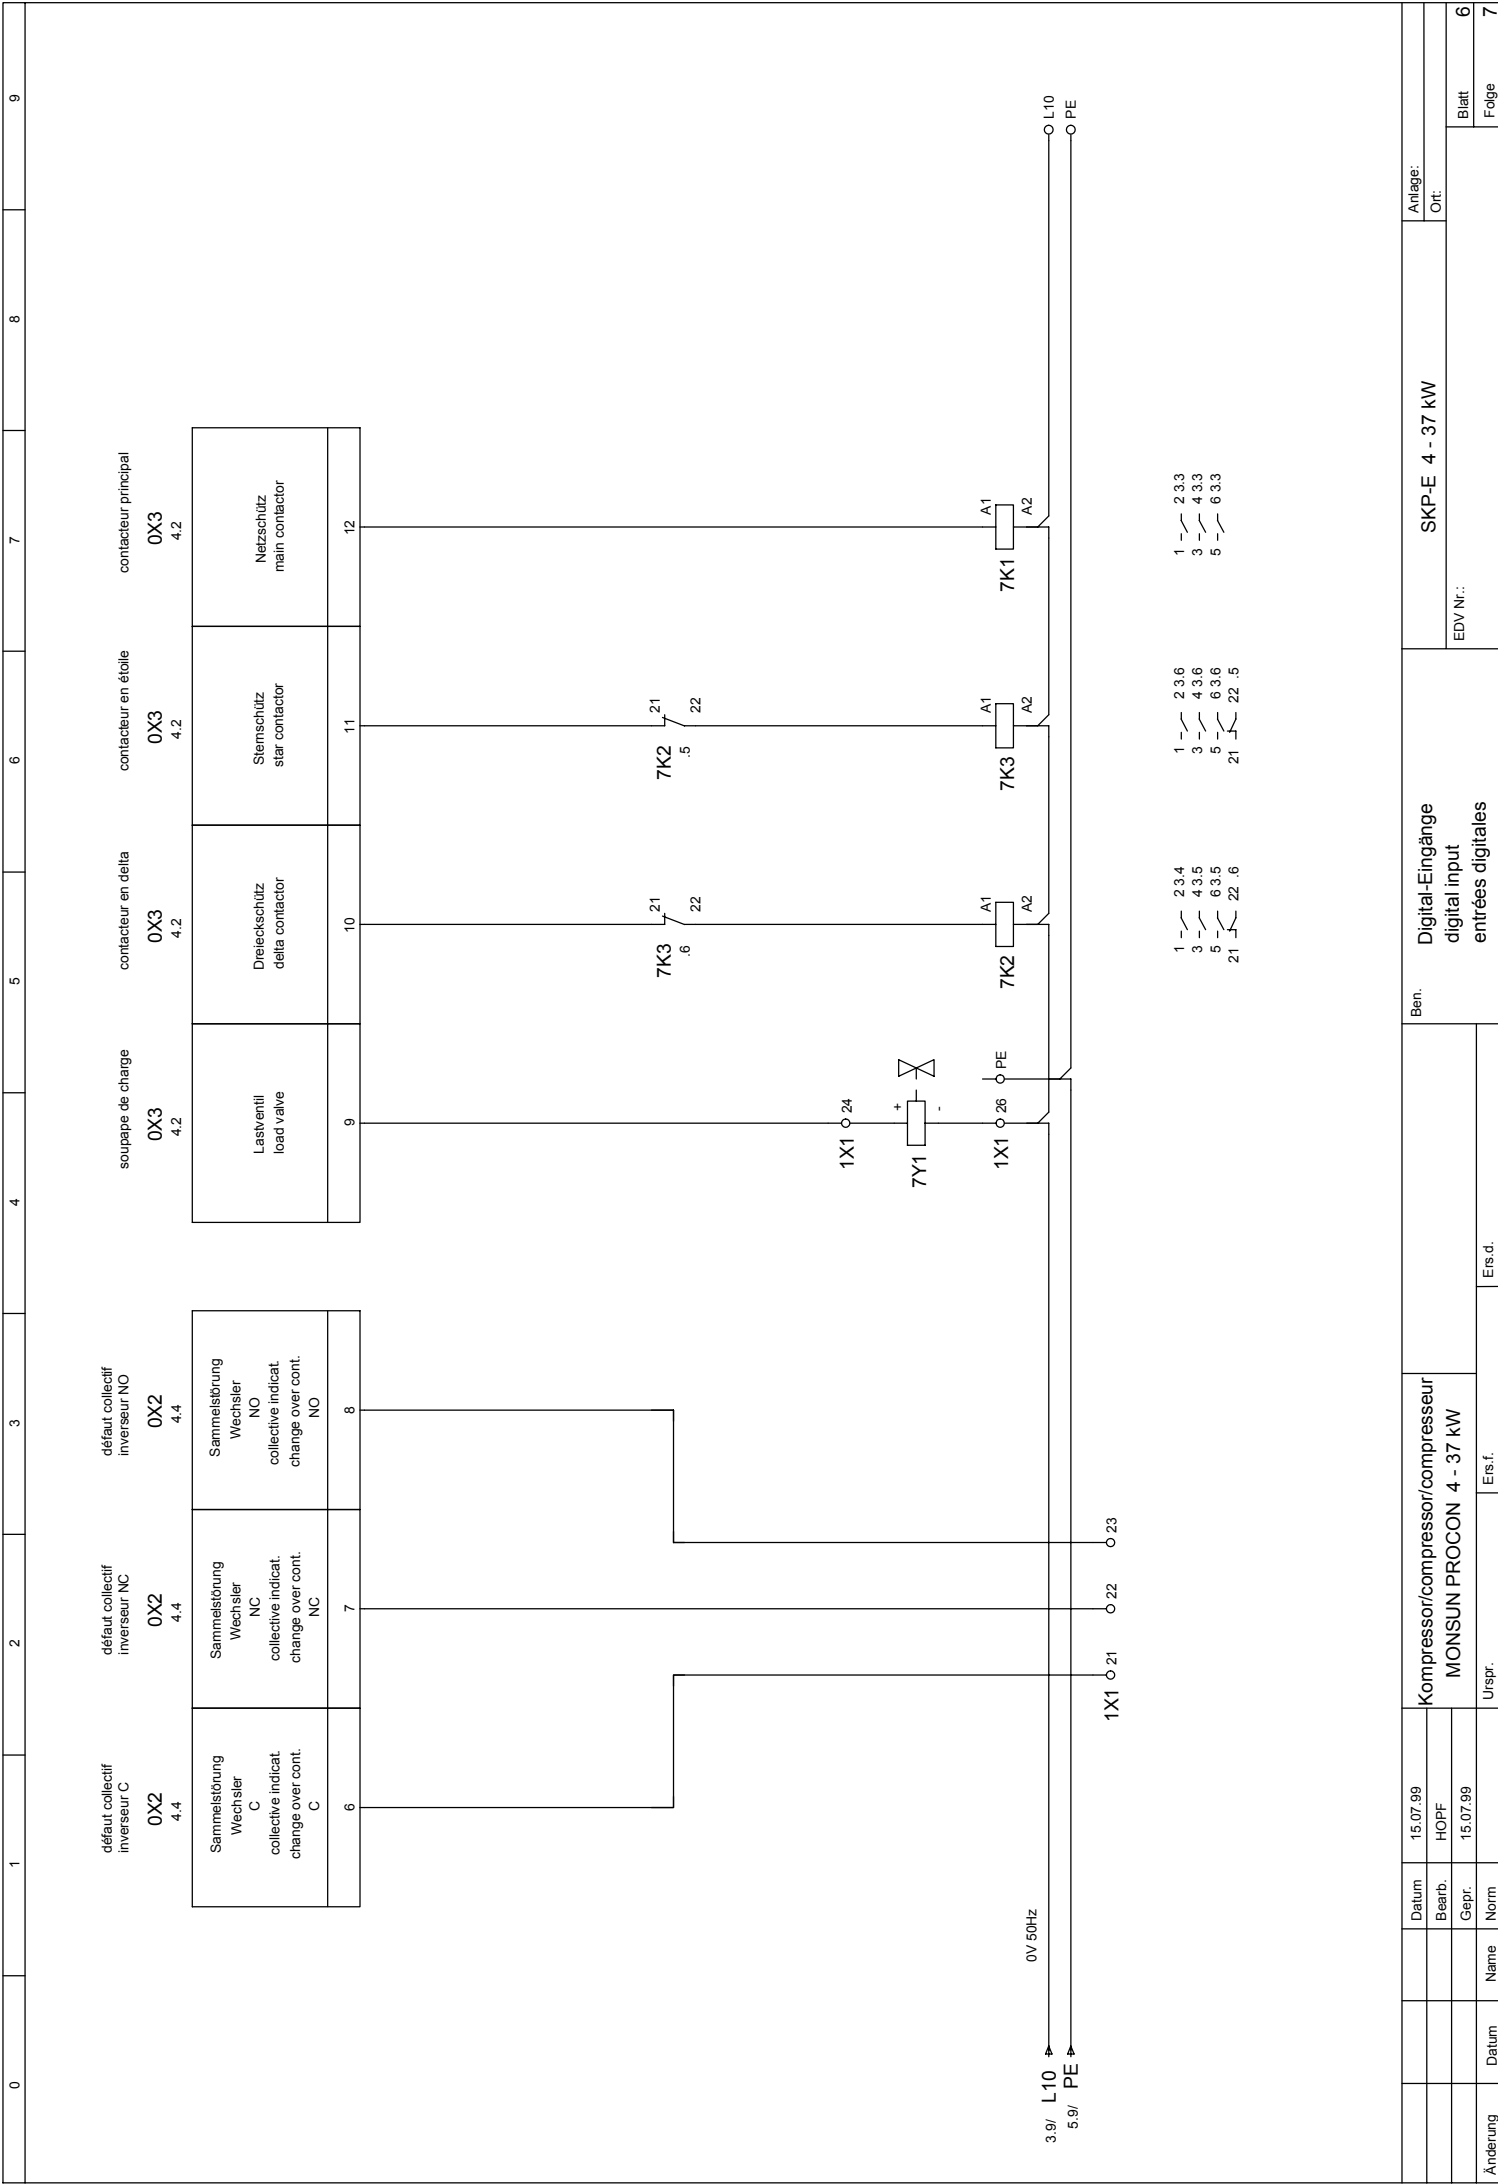 0 1 2 3 4 5 6 7 8 9
défaut collectif
inverseur C
0X2
4.4
Sammelstörung
Wechsler
C
collective indicat.
change over cont.
C
6
défaut collectif
inverseur NC
0X2
4.4
Sammelstörung
Wechsler
NC
collective indicat.
change over cont.
NC
7
défaut collectif
inverseur NO
0X2
4.4
Sammelstörung
Wechsler
NO
collective indicat.
change over cont.
NO
8
soupape de charge
0X3
4.2
Lastventil
load valve
9
contacteur en delta
0X3
4.2
Dreieckschütz
delta contactor
10
contacteur en étoile
0X3
4.2
Sternschütz
star contactor
11
contacteur principal
0X3
4.2
Netzschütz
main contactor
12
7K3
.6
21
22
7K2
.5
21
22
1X1 24
7Y1
+
-
1X1 26
PE
7K2
A1
A2
7K3
A1
A2
7K1
A1
A2
0V 50Hz
3.9/ L10
5.9/ PE
L10
PE
1X1 21
22
23
1 2 3.4
3 4 3.5
5 6 3.5
21 22 .6
1 2 3.6
3 4 3.6
5 6 3.6
21 22 .5
1 2 3.3
3 4 3.3
5 6 3.3
Änderung Datum Name Norm
Datum 15.07.99
Bearb. HOPF
Gepr. 15.07.99
Kompressor/compressor/compresseur
MONSUN PROCON 4 - 37 kW
Urspr. Ers.f. Ers.d.
Ben.
Digital-Eingänge
digital input
entrées digitales
SKP-E 4 - 37 kW
EDV Nr.:
Anlage:
Ort:
Blatt 6
Folge 7